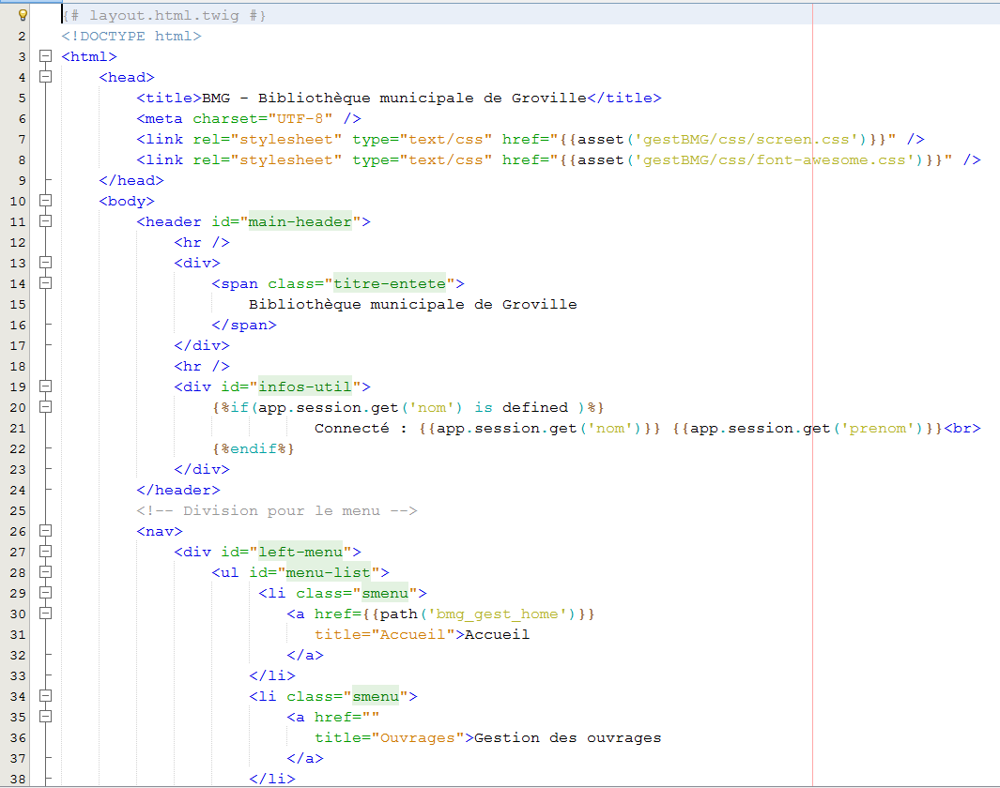 {# layout.html.twig #}
2 <!DOCTYPE html>
3 <html>
4 <head>
5 <title>BMG - Bibliothèque municipale de Groville</title>
6 <meta charset="UTF-8" />
7 <link rel="stylesheet" type="text/css" href="{{asset('gestBMG/css/screen.css')}}" />
8 <link rel="stylesheet" type="text/css" href="{{asset('gestBMG/css/font-awesome.css')}}" />
9 </head>
10 <body>
11 <header id="main-header">
12 <hr />
13 <div>
14 <span class="titre-entete">
15 Bibliothèque municipale de Groville
16 </span>
17 </div>
18 <hr />
19 <div id="infos-util">
20 {%if(app.session.get('nom') is defined )%}
21 Connecté : {{app.session.get('nom')}} {{app.session.get('prenom')}}<br>
22 {%endif%}
23 </div>
24 </header>
25 <!-- Division pour le menu -->
26 <nav>
27 <div id="left-menu">
28 <ul id="menu-list">
29 <li class="smenu">
30 <a href={{path('bmg_gest_home')}}
31 title="Accueil">Accueil
32 </a>
33 </li>
34 <li class="smenu">
35 <a href=""
36 title="Ouvrages">Gestion des ouvrages
37 </a>
38 </li>